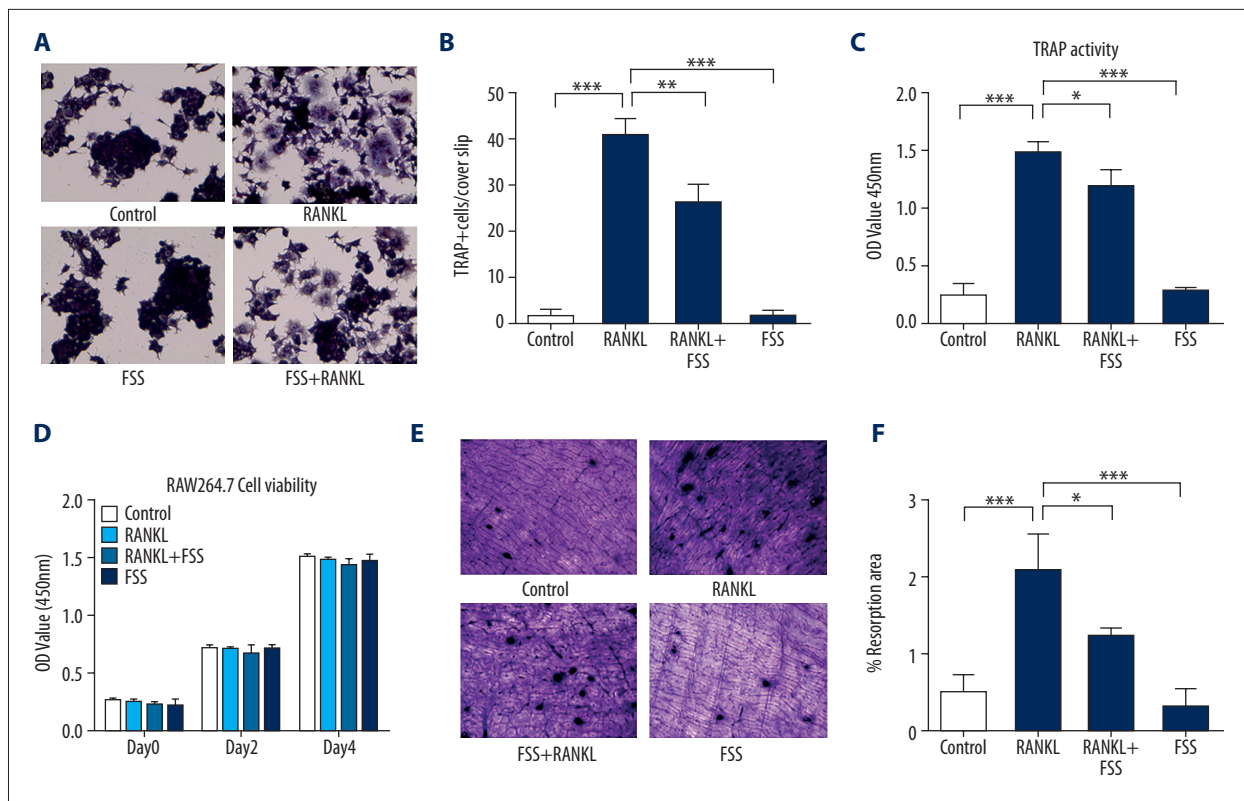 A
Control
RANKL
FSS
FSS+RANKL
B
***
***
**
TRAP+cells/cover slip
50
40
30
20
10
0
Control
RANKL
RANKL+
FSS
FSS
C
TRAP activity
***
***
*
OD Value 450nm
2.0
1.5
1.0
0.5
0.0
Control
RANKL
RANKL+
FSS
FSS
D
RAW264.7 Cell viability
OD Value (450nm)
2.0
1.5
1.0
0.5
0.0
Control
RANKL
RANKL+FSS
FSS
Day0
Day2
Day4
E
Control
RANKL
FSS+RANKL
FSS
F
***
***
*
% Resorption area
3
2
1
0
Control
RANKL
RANKL+
FSS
FSS